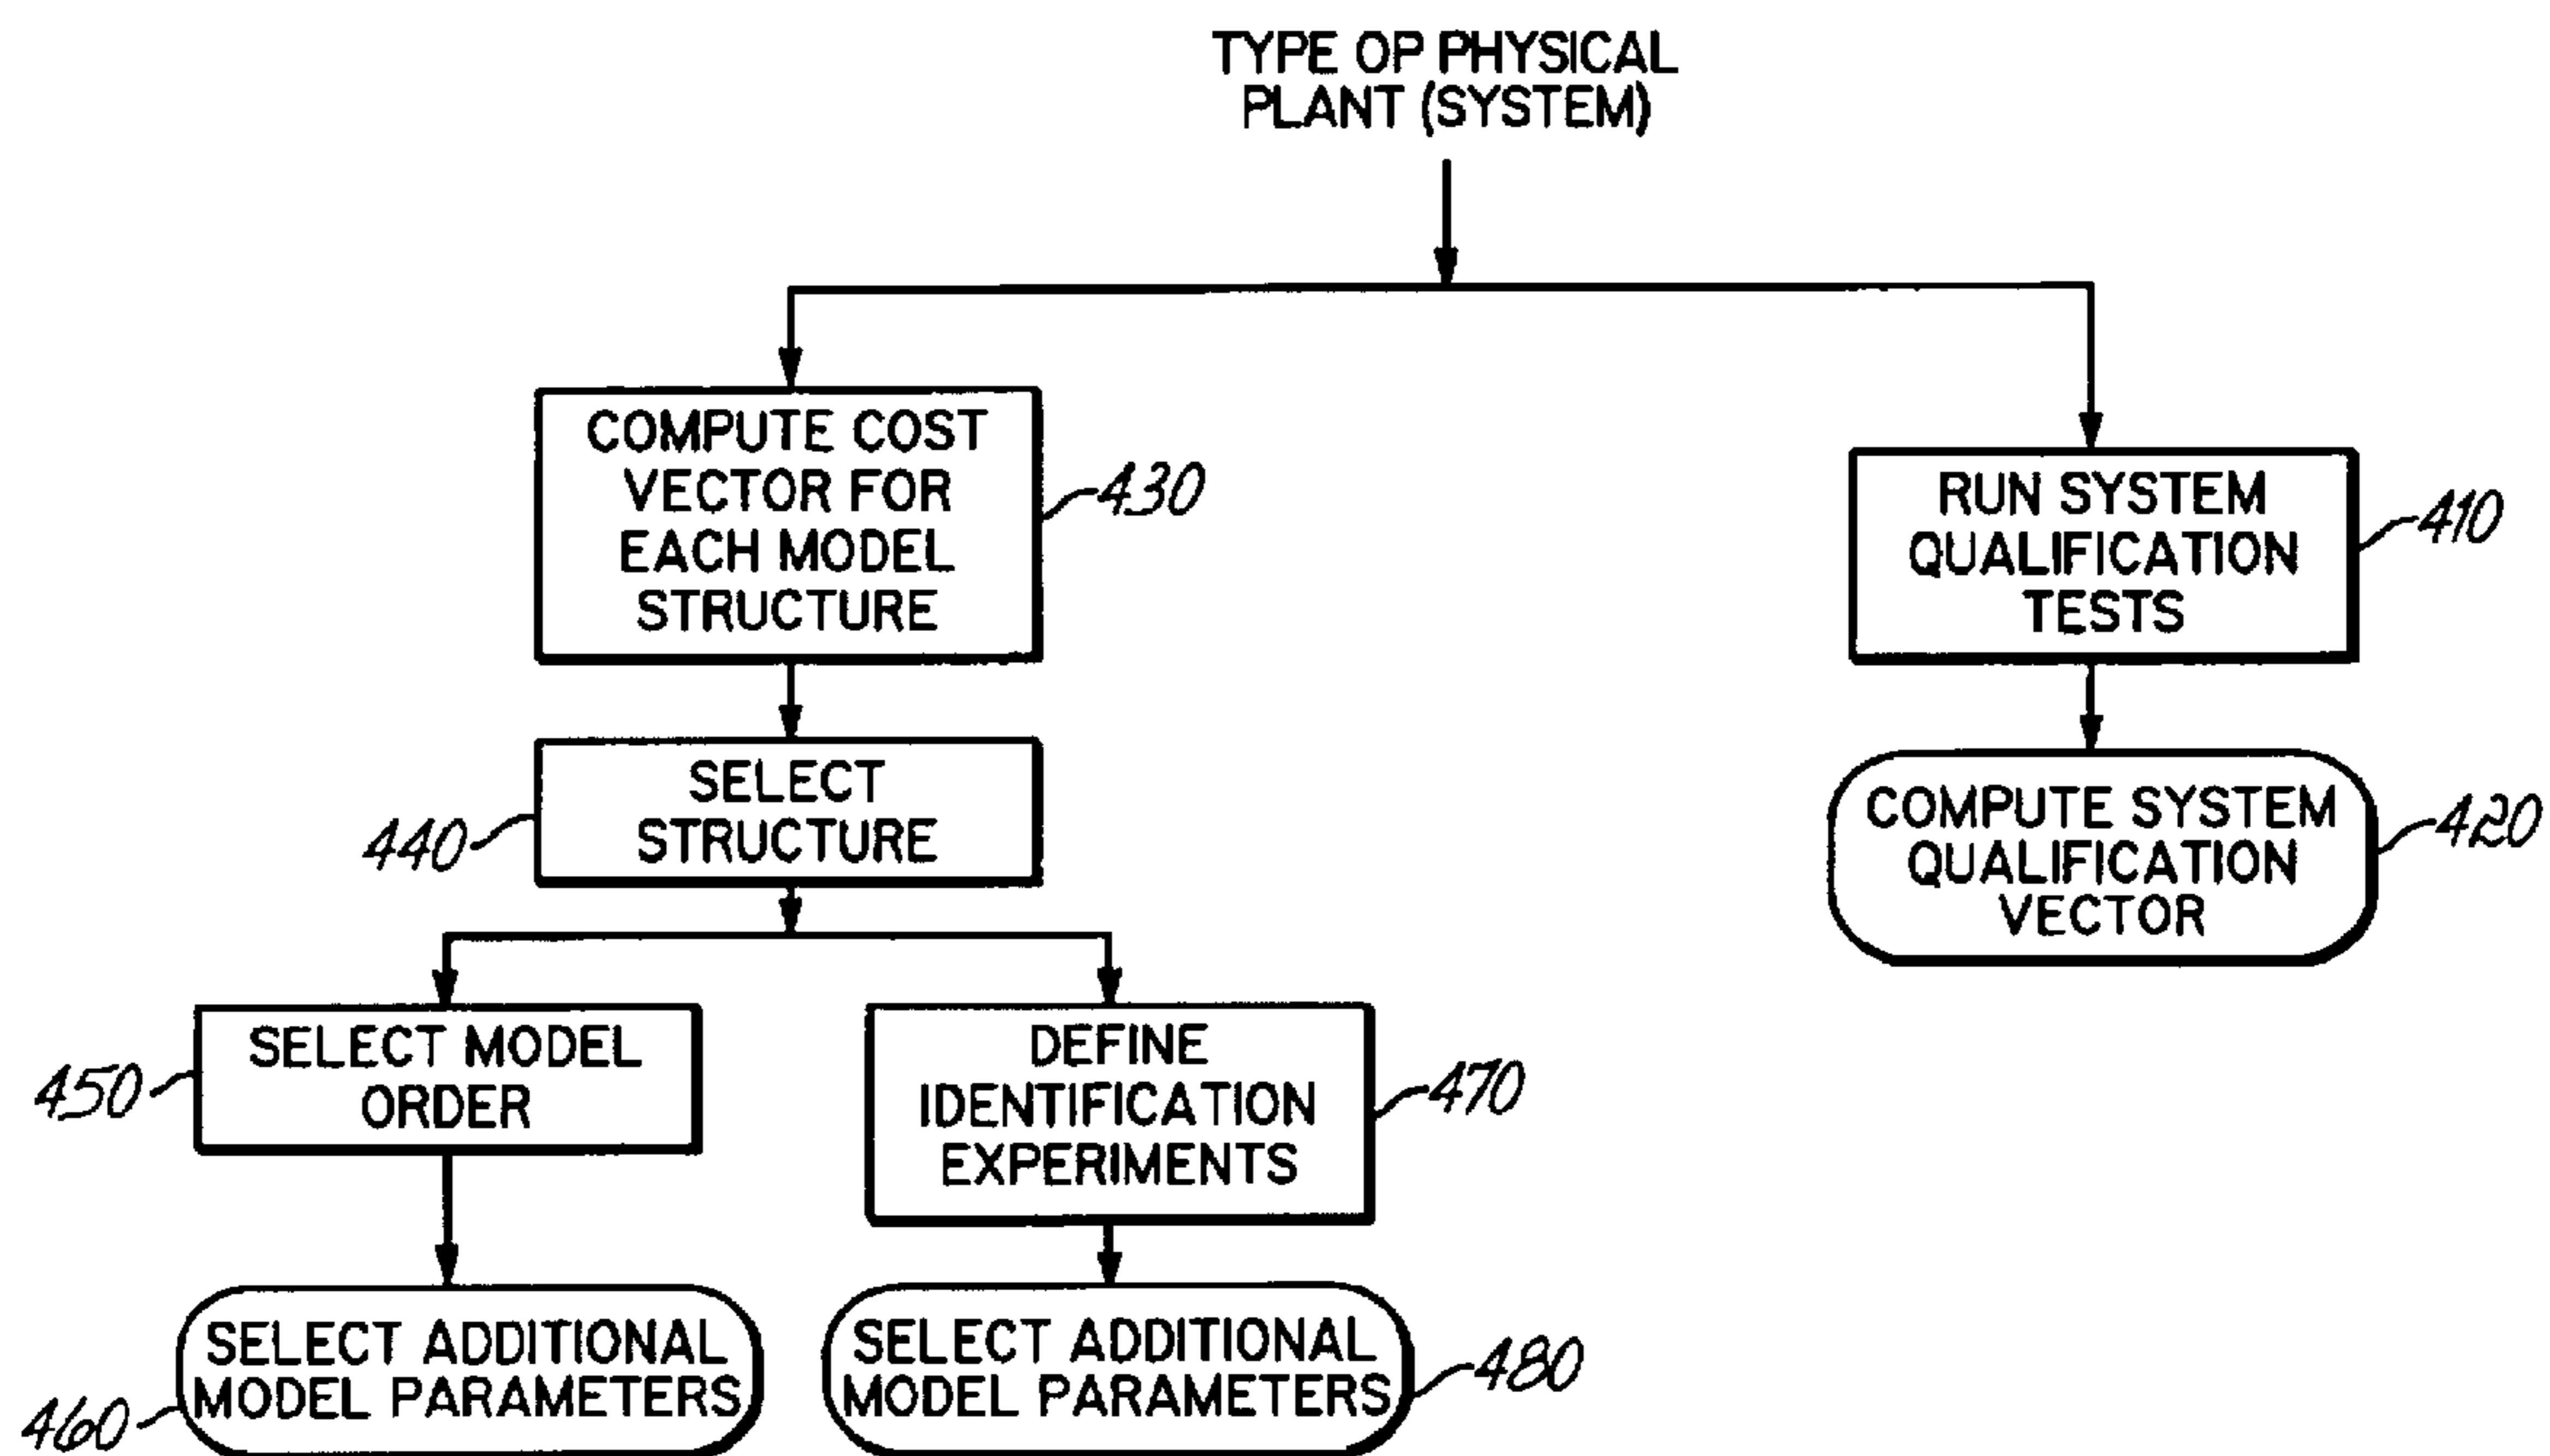 TYPE OP PHYSICAL
PLANT (SYSTEM)
COMPUTE COST
VECTOR FOR
EACH MODEL
STRUCTURE
430
RUN SYSTEM
QUALIFICATION
TESTS
410
SELECT
STRUCTURE
440
COMPUTE SYSTEM
QUALIFICATION
VECTOR
420
SELECT MODEL
ORDER
450
DEFINE
IDENTIFICATION
EXPERIMENTS
470
SELECT ADDITIONAL
MODEL PARAMETERS
460
SELECT ADDITIONAL
MODEL PARAMETERS
480